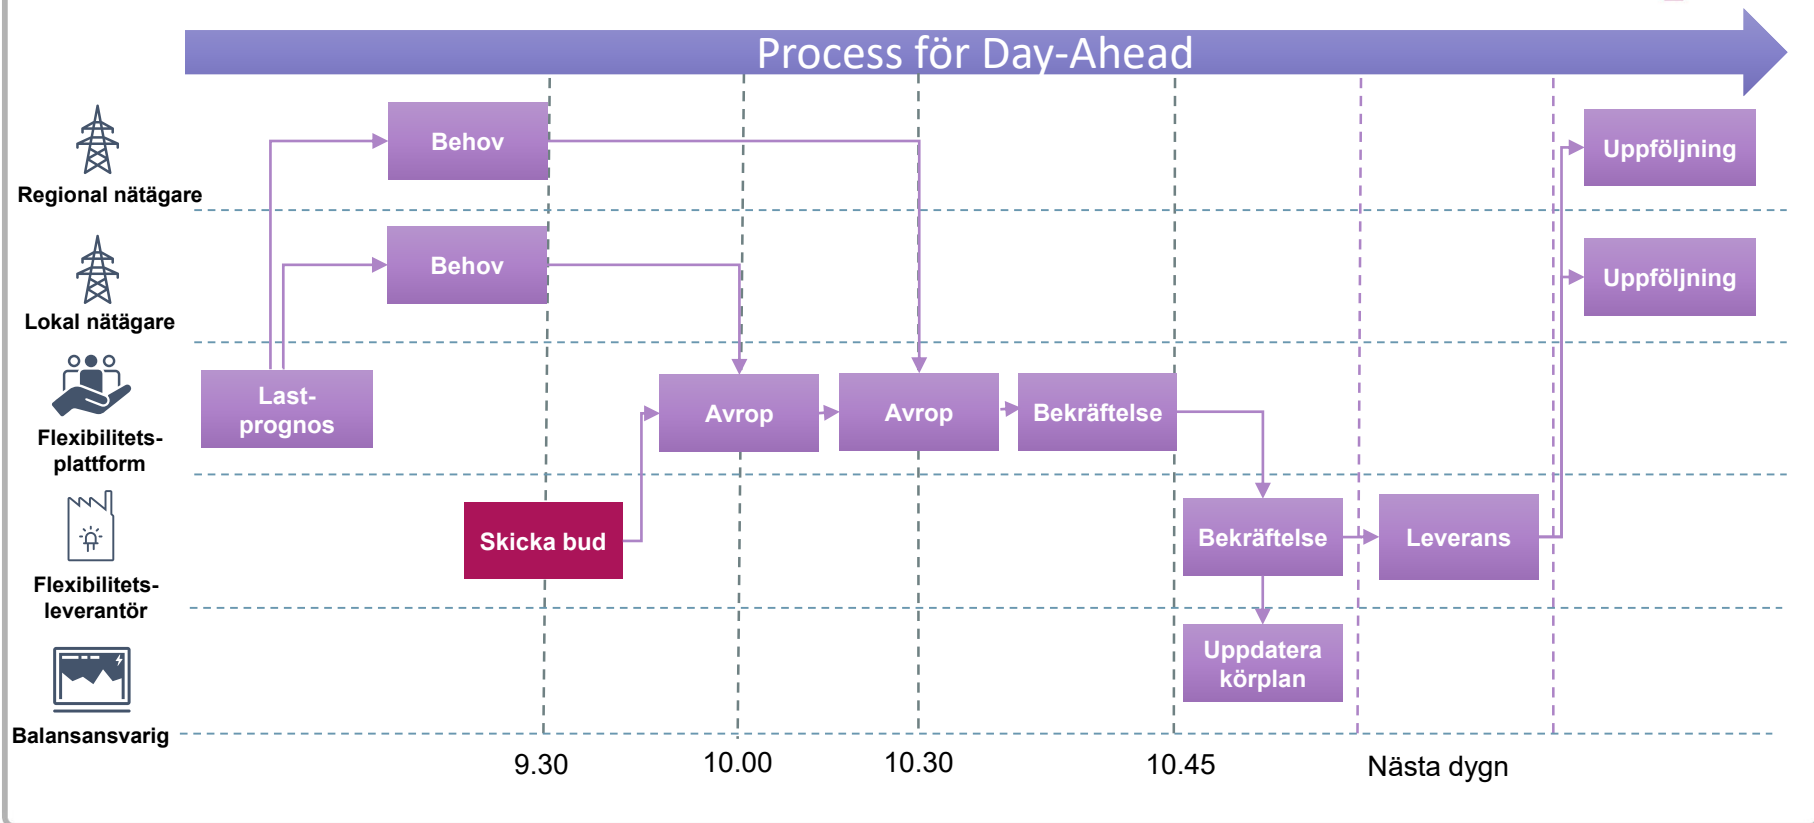 Process för Day-Ahead
Regional nätägare
Behov
Uppföljning
Lokal nätägare
Behov
Uppföljning
Flexibilitets-
plattform
Last-
prognos
Avrop
Avrop
Bekräftelse
Flexibilitets-
leverantör
Skicka bud
Bekräftelse
Leverans
Balansansvarig
Uppdatera
körplan
9.30
10.00
10.30
10.45
Nästa dygn